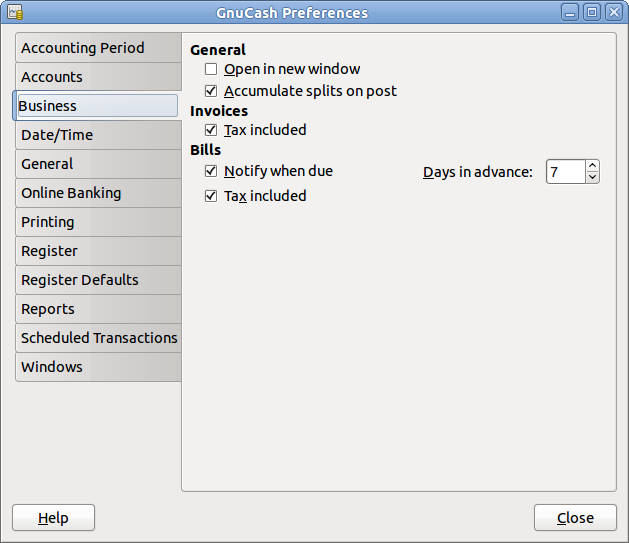 GnuCash Preferences
Accounting Period
Accounts
Business
Date/Time
General
Online Banking
Printing
Register
Register Defaults
Reports
Scheduled Transactions
Windows
General
Open in new window
Accumulate splits on post
Invoices
Tax included
Bills
Notify when due Days in advance: 7
Tax included
Help Close